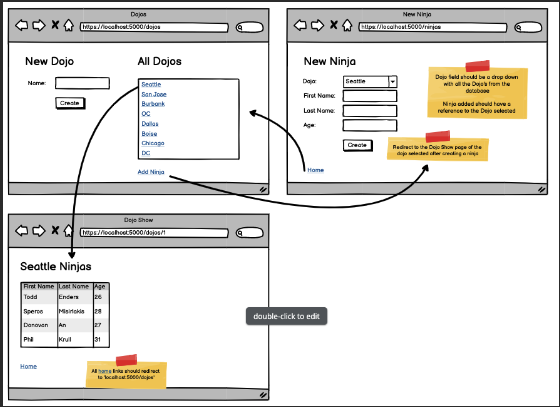 Dojos
https://localhost:5000/dojos
New Dojo
Name:
Create
All Dojos
Seattle
San Jose
Burbank
OC
Dallas
Boise
Chicago
DC
Add Ninja
New Ninja
https://localhost:5000/ninjas
New Ninja
Dojo: Seattle
First Name:
Last Name:
Age:
Create
Home
Dojo field should be a drop down
with all the Dojo's from the
database
Ninja added should have a
reference to the Dojo selected
Redirect to the Dojo Show page of the
dojo selected after creating a ninja
Dojo Show
https://localhost:5000/dojos/1
Seattle Ninjas
First Name Last Name Age
Todd Enders 26
Speros Misirlakis 28
Donovan An 27
Phil Krull 31
Home
All home links should redirect
to 'localhost:5000/dojos'
double-click to edit